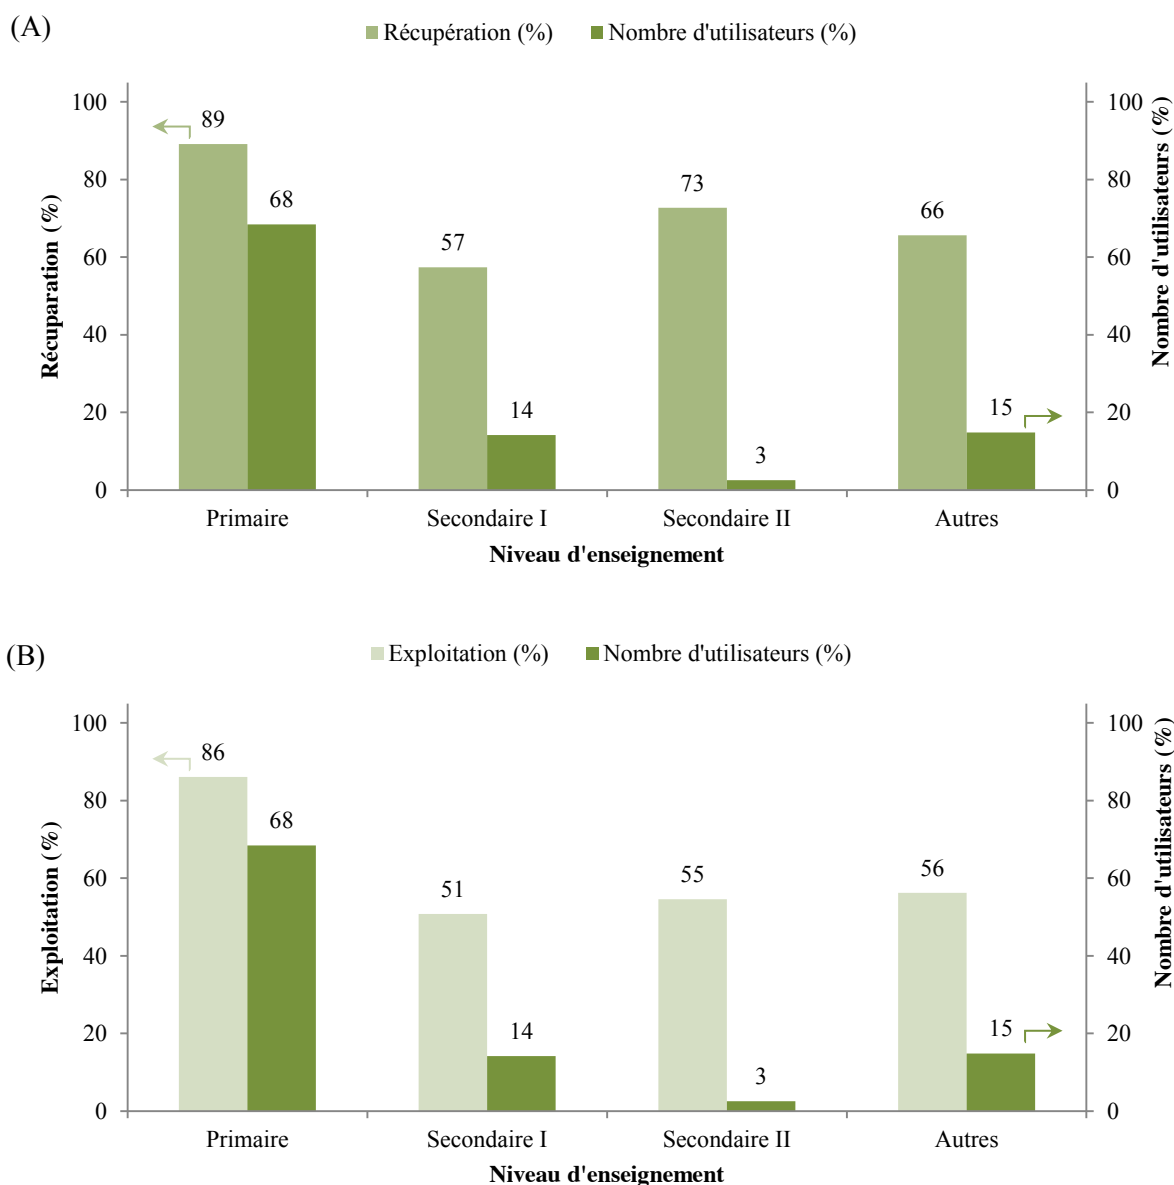 (A)
Récupération (%) Nombre d'utilisateurs (%)
100 100
89
80 80
73
68
66
60 60
57
40 40
20 20
14
15
3
0 0
Récuparation (%)
Nombre d'utilisateurs (%)
Primaire Secondaire I Secondaire II Autres
Niveau d'enseignement
(B)
Exploitation (%) Nombre d'utilisateurs (%)
100 100
86
80 80
68
60 60
51
55
56
40 40
20 20
14
15
3
0 0
Exploitation (%)
Nombre d'utilisateurs (%)
Primaire Secondaire I Secondaire II Autres
Niveau d'enseignement